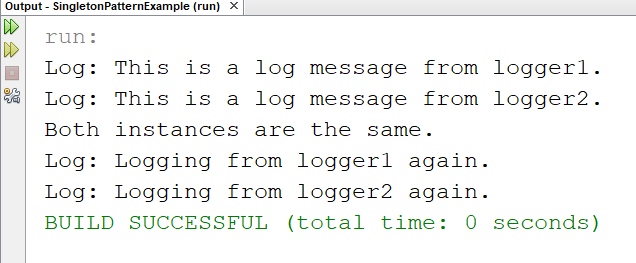 Output - SingletonPatternExample (run) ×
run:
Log: This is a log message from logger1.
Log: This is a log message from logger2.
Both instances are the same.
Log: Logging from logger1 again.
Log: Logging from logger2 again.
BUILD SUCCESSFUL (total time: 0 seconds)